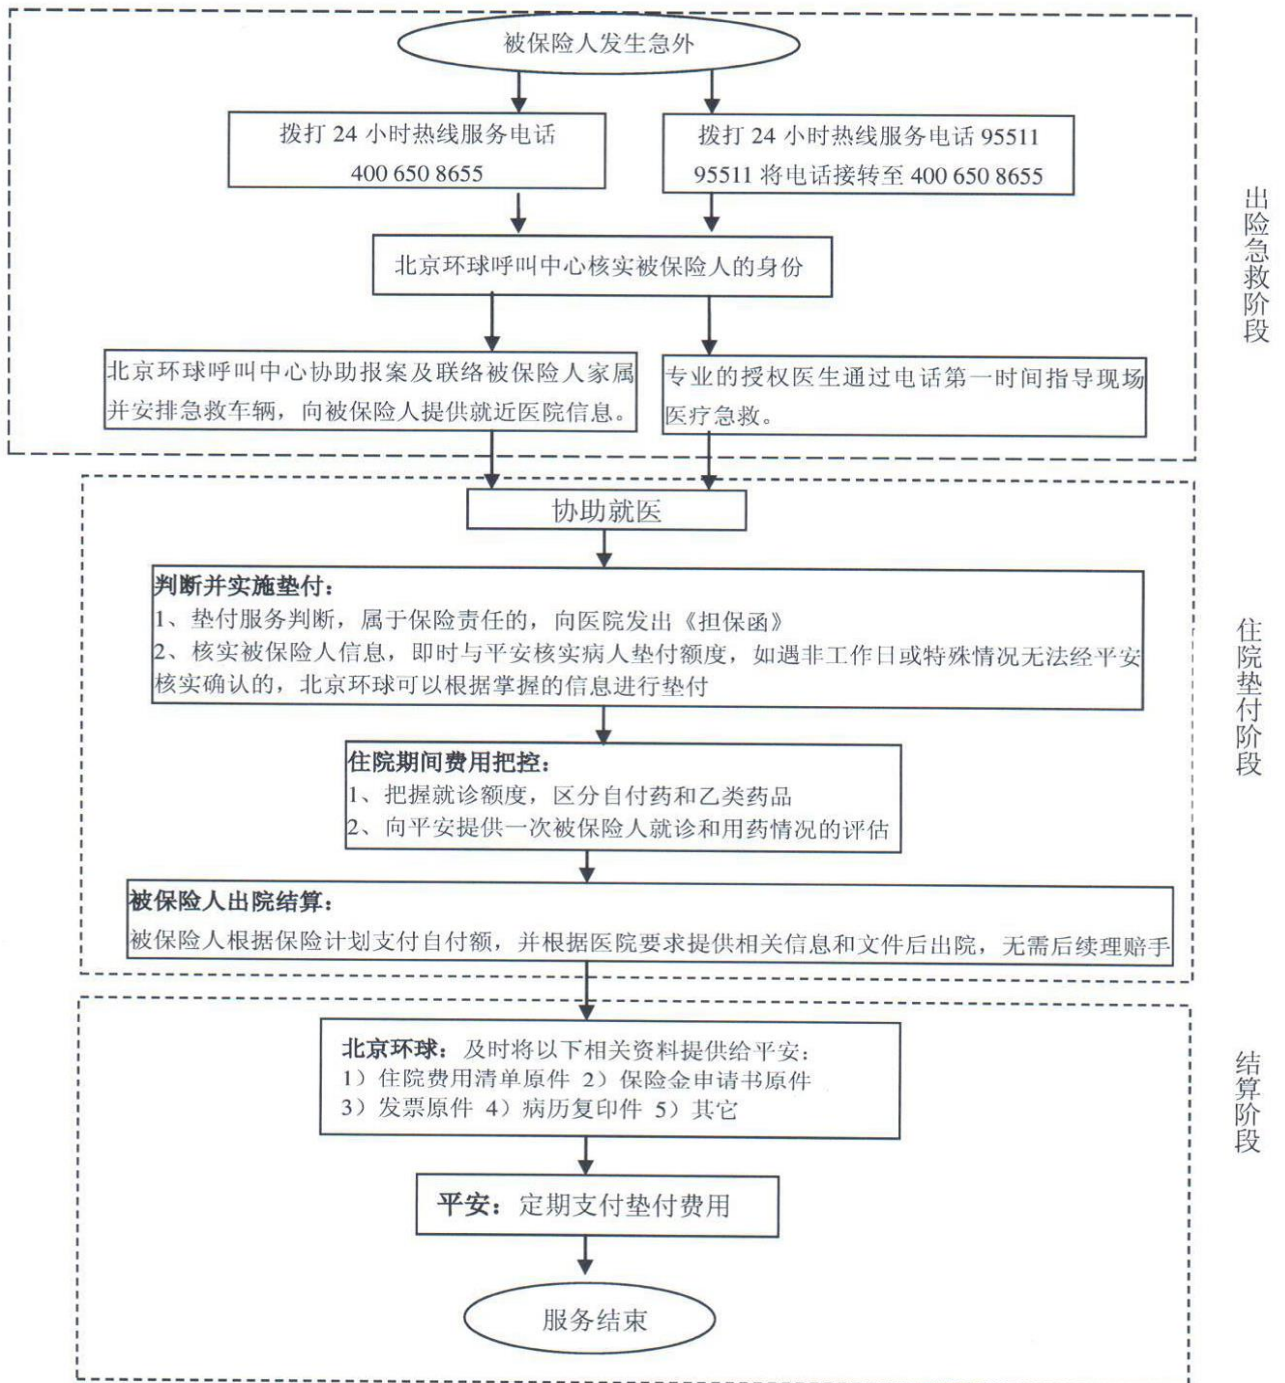 被保险人发生急外
拨打 24 小时热线服务电话
400 650 8655
拨打 24 小时热线服务电话 95511
95511 将电话接转至 400 650 8655
北京环球呼叫中心核实被保险人的身份
北京环球呼叫中心协助报案及联络被保险人家属
并安排急救车辆，向被保险人提供就近医院信息。
专业的授权医生通过电话第一时间指导现场
医疗急救。
出险急救阶段
协助就医
判断并实施垫付：
1、垫付服务判断，属于保险责任的，向医院发出《担保函》
2、核实被保险人信息，即时与平安核实病人垫付额度，如遇非工作日或特殊情况无法经平安
核实确认的，北京环球可以根据掌握的信息进行垫付
住院期间费用把控：
1、把握就诊额度，区分自付药和乙类药品
2、向平安提供一次被保险人就诊和用药情况的评估
被保险人出院结算：
被保险人根据保险计划支付自付额，并根据医院要求提供相关信息和文件后出院，无需后续理赔手
住院垫付阶段
北京环球：及时将以下相关资料提供给平安：
1）住院费用清单原件 2）保险金申请书原件
3）发票原件 4）病历复印件 5）其它
平安：定期支付垫付费用
服务结束
结算阶段